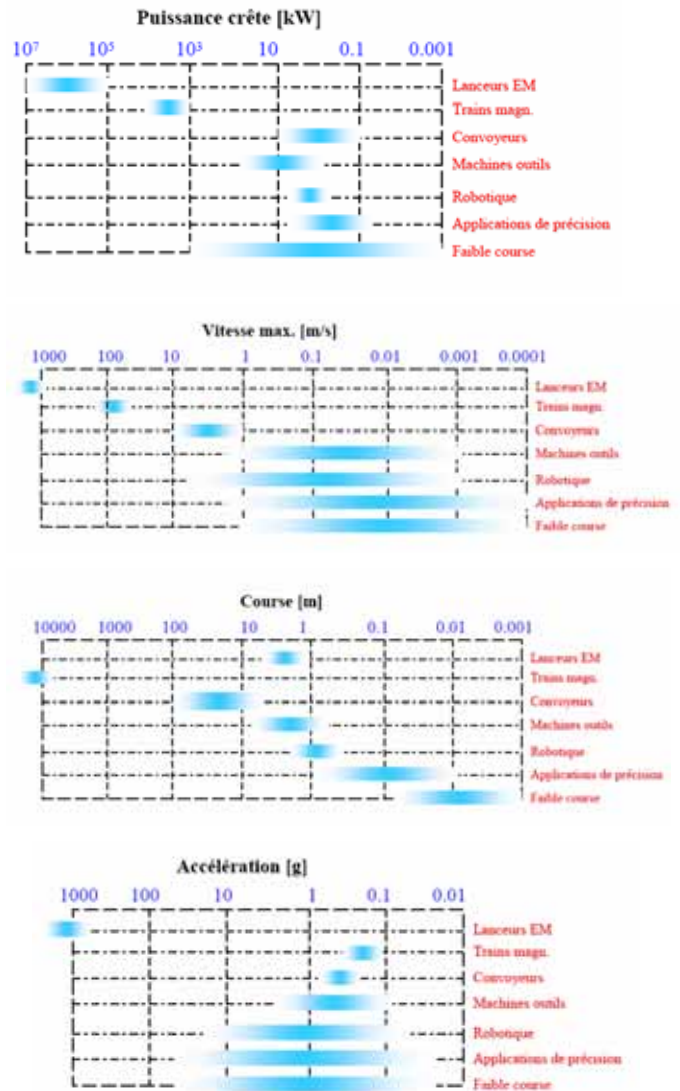 Puissance crête [kW]
10⁷ 10⁵ 10³ 10 0.1 0.001
Lanceurs EM
Trains magn.
Convoyeurs
Machines outils
Robotique
Applications de précision
Faible course
Vitesse max. [m/s]
1000 100 10 1 0.1 0.01 0.001 0.0001
Lanceurs EM
Trains magn.
Convoyeurs
Machines outils
Robotique
Applications de précision
Faible course
Course [m]
10000 1000 100 10 1 0.1 0.01 0.001
Lanceurs EM
Trains magn.
Convoyeurs
Machines outils
Robotique
Applications de précision
Faible course
Accélération [g]
1000 100 10 1 0.1 0.01
Lanceurs EM
Trains magn.
Convoyeurs
Machines outils
Robotique
Applications de précision
Faible course